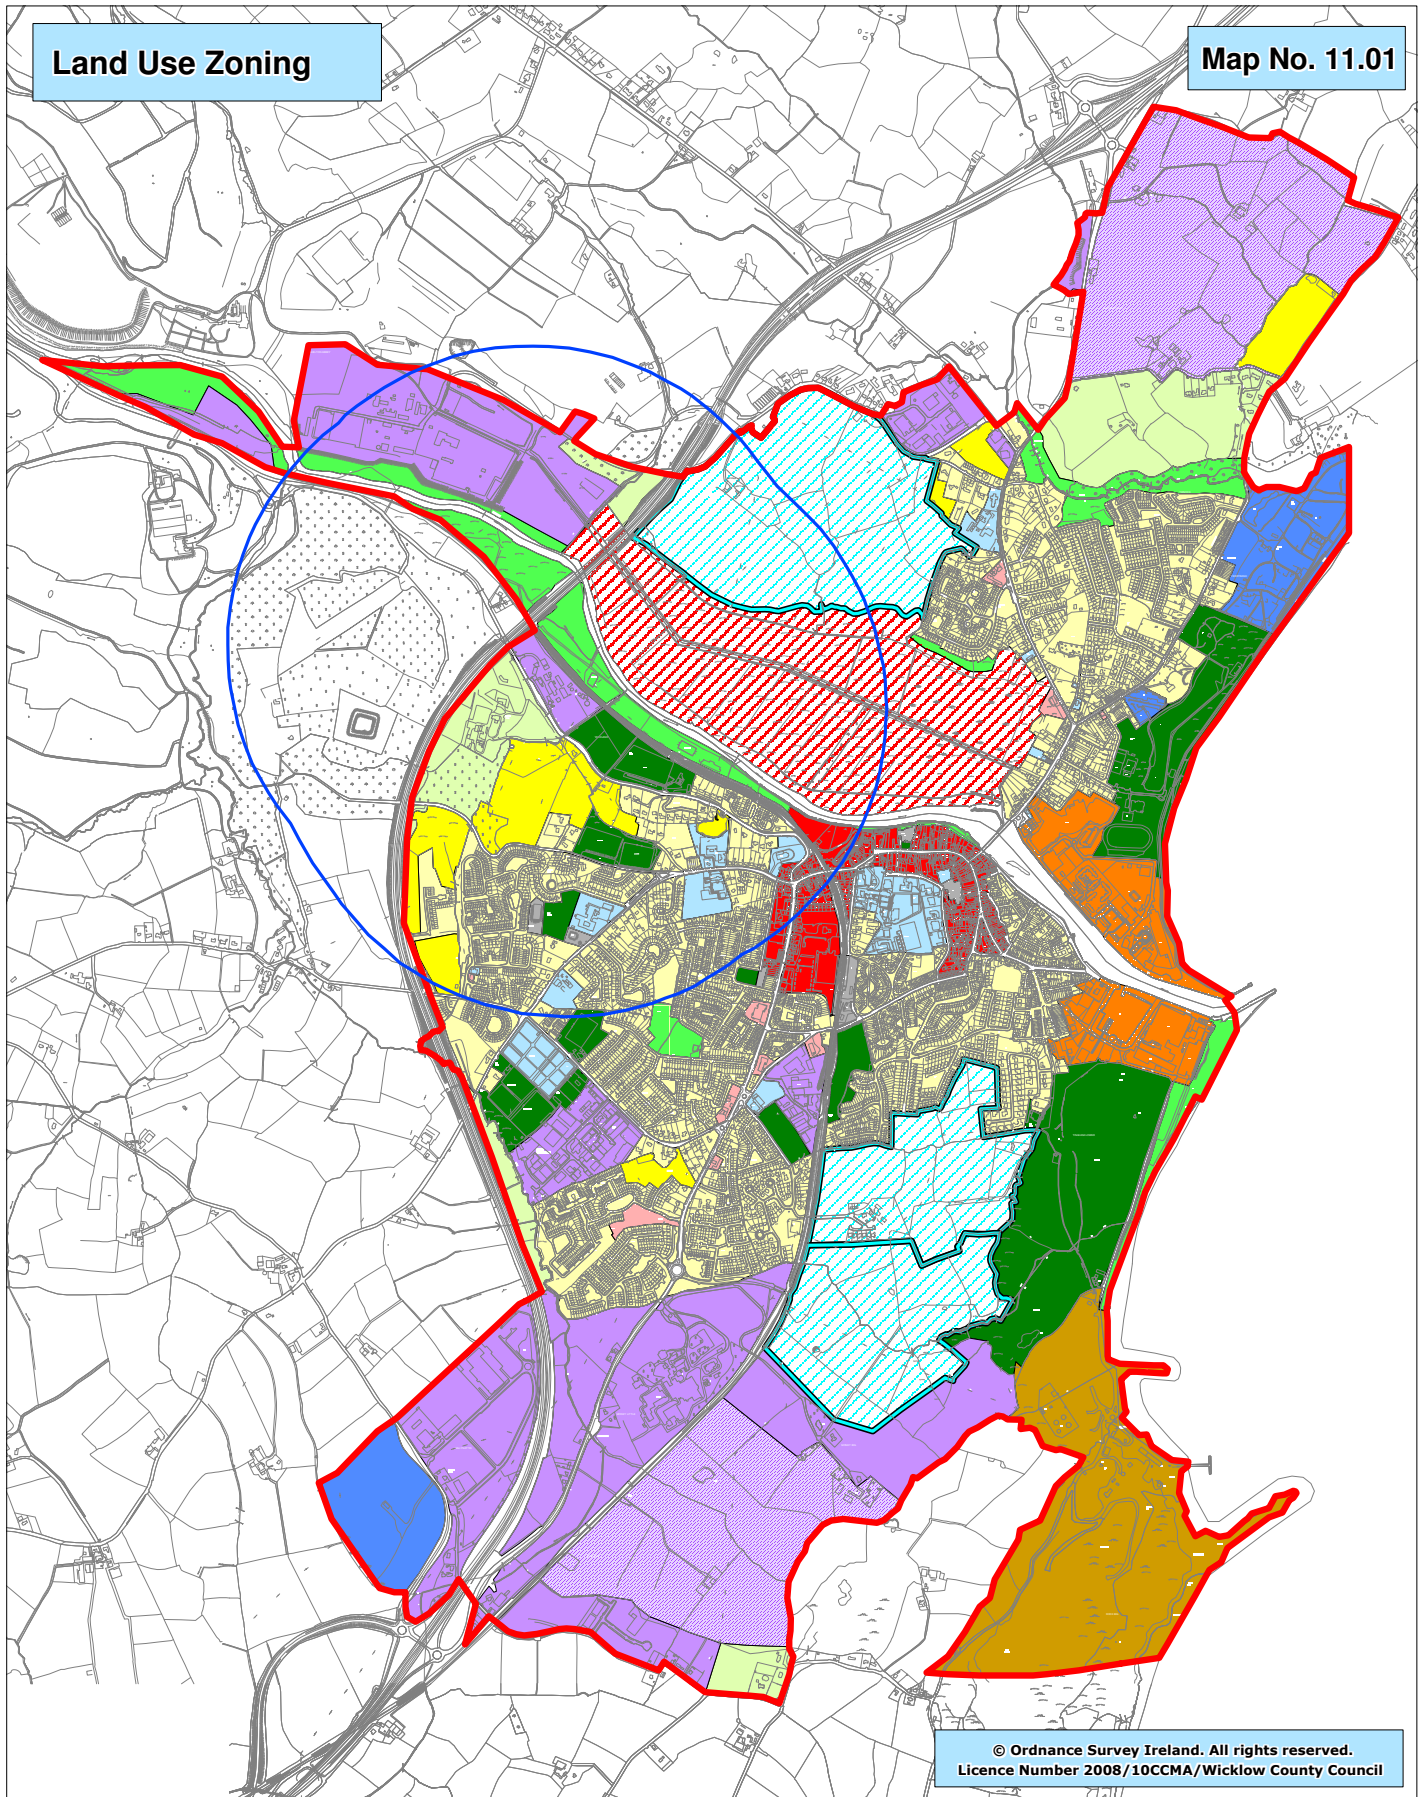 Land Use Zoning
Map No. 11.01
© Ordnance Survey Ireland. All rights reserved.
Licence Number 2008/10CCMA/Wicklow County Council